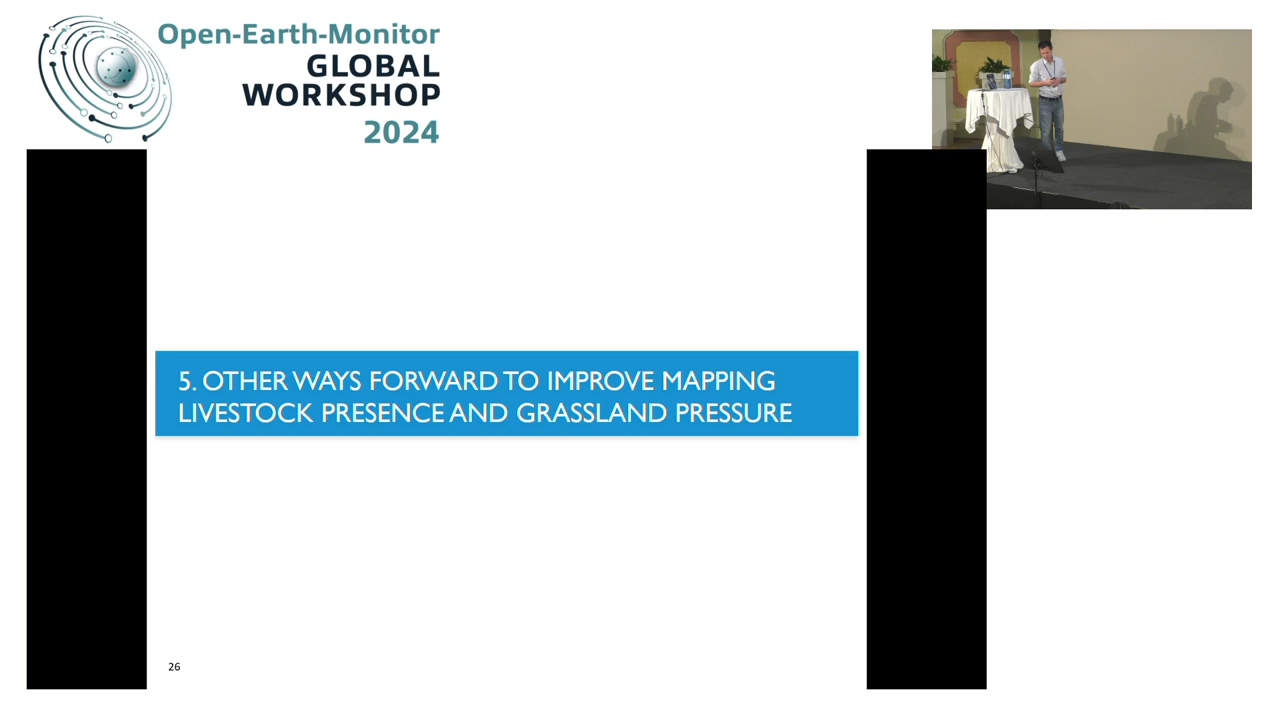 Open-Earth-Monitor
GLOBAL
WORKSHOP
2024
5. OTHER WAYS FORWARD TO IMPROVE MAPPING
LIVESTOCK PRESENCE AND GRASSLAND PRESSURE
26